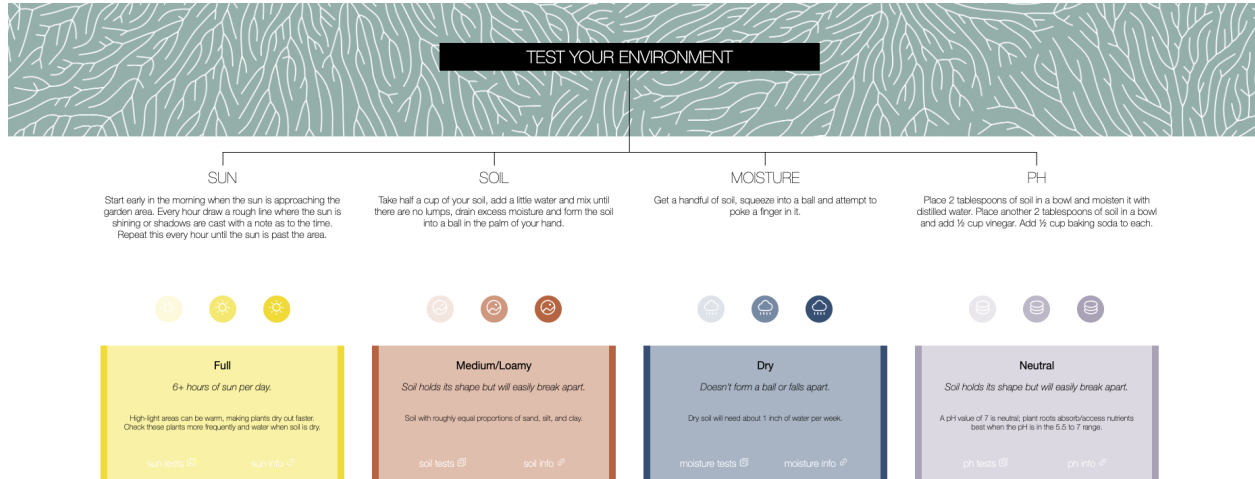 TEST YOUR ENVIRONMENT
SUN
Start early in the morning when the sun is approaching the
garden area. Every hour draw a rough line where the sun is
shining or shadows are cast with a note as to the time.
Repeat this every hour until the sun is past the area.
SOIL
Take half a cup of your soil, add a little water and mix until
there are no lumps, drain excess moisture and form the soil
into a ball in the palm of your hand.
MOISTURE
Get a handful of soil, squeeze into a ball and attempt to
poke a finger in it.
PH
Place 2 tablespoons of soil in a bowl and moisten it with
distilled water. Place another 2 tablespoons of soil in a bowl
and add ½ cup vinegar. Add ½ cup baking soda to each.
Full
6+ hours of sun per day.
High-light areas can be warm, making plants dry out faster.
Check these plants more frequently and water when soil is dry.
sun tests
sun info
Medium/Loamy
Soil holds its shape but will easily break apart.
Soil with roughly equal proportions of sand, silt, and clay.
soil tests
soil info
Dry
Doesn't form a ball or falls apart.
Dry soil will need about 1 inch of water per week.
moisture tests
moisture info
Neutral
Soil holds its shape but will easily break apart.
A pH value of 7 is neutral; plant roots absorb/access nutrients
best when the pH is in the 5.5 to 7 range.
ph tests
ph info